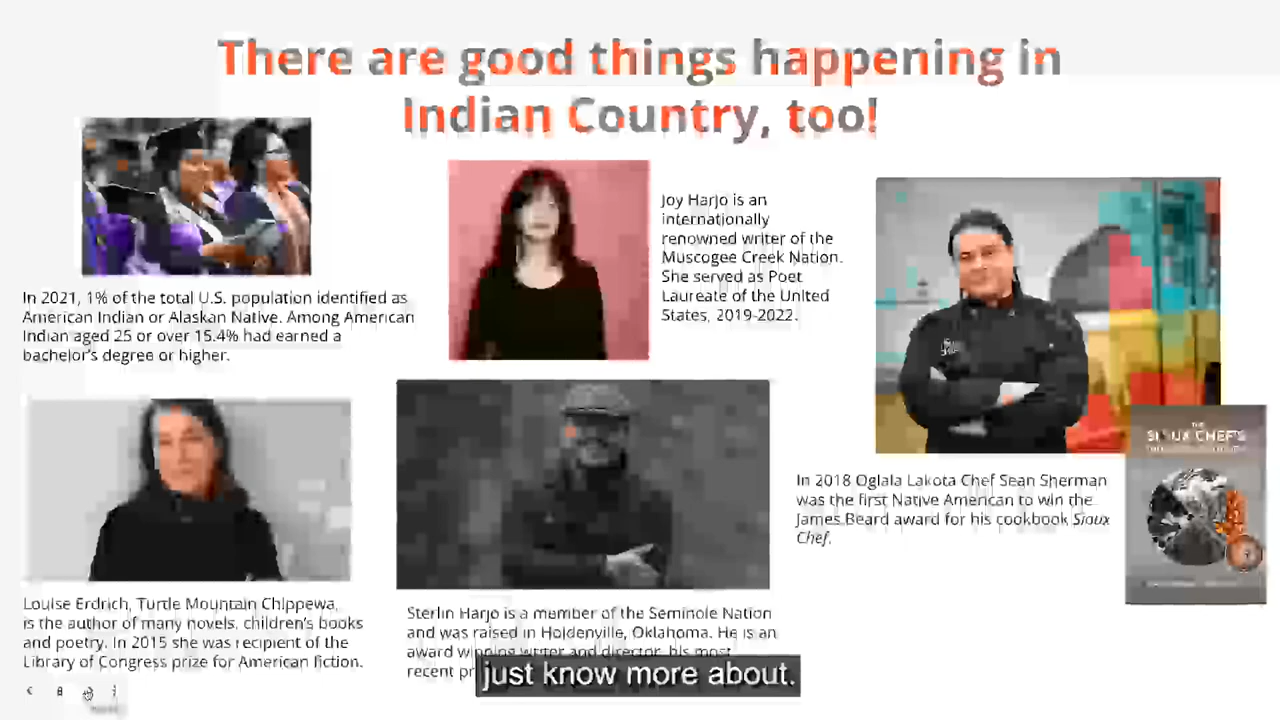 There are good things happening in
Indian Country, too!
In 2021, 1% of the total U.S. population identified as
American Indian or Alaskan Native. Among American
Indian aged 25 or over 15.4% had earned a
bachelor's degree or higher.
Joy Harjo is an
internationally
renowned writer of the
Muscogee Creek Nation.
She served as Poet
Laureate of the United
States, 2019-2022.
In 2018 Oglala Lakota Chef Sean Sherman
was the first Native American to win the
James Beard award for his cookbook Sioux
Chef.
THE
SIOUX CHEF'S
Louise Erdrich, Turtle Mountain Chippewa,
is the author of many novels, children's books
and poetry. In 2015 she was recipient of the
Library of Congress prize for American fiction.
Sterlin Harjo is a member of the Seminole Nation
and was raised in Holdenville, Oklahoma. He is an
award winning writer and director, his most
recent
just know more about.